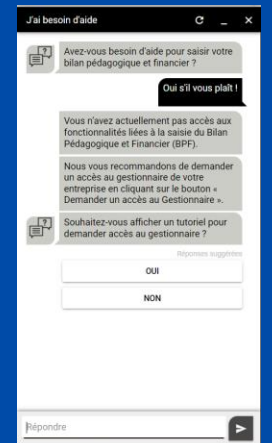 J'ai besoin d'aide
Avez-vous besoin d'aide pour saisir votre
bilan pédagogique et financier ?
Oui s'il vous plaît !
Vous n'avez actuellement pas accès aux
fonctionnalités liées à la saisie du Bilan
Pédagogique et Financier (BPF).
Nous vous recommandons de demander
un accès au gestionnaire de votre
entreprise en cliquant sur le bouton «
Demander un accès au Gestionnaire ».
Souhaitez-vous afficher un tutoriel pour
demander accès au gestionnaire ?
Réponses suggérées
OUI
NON
Répondre